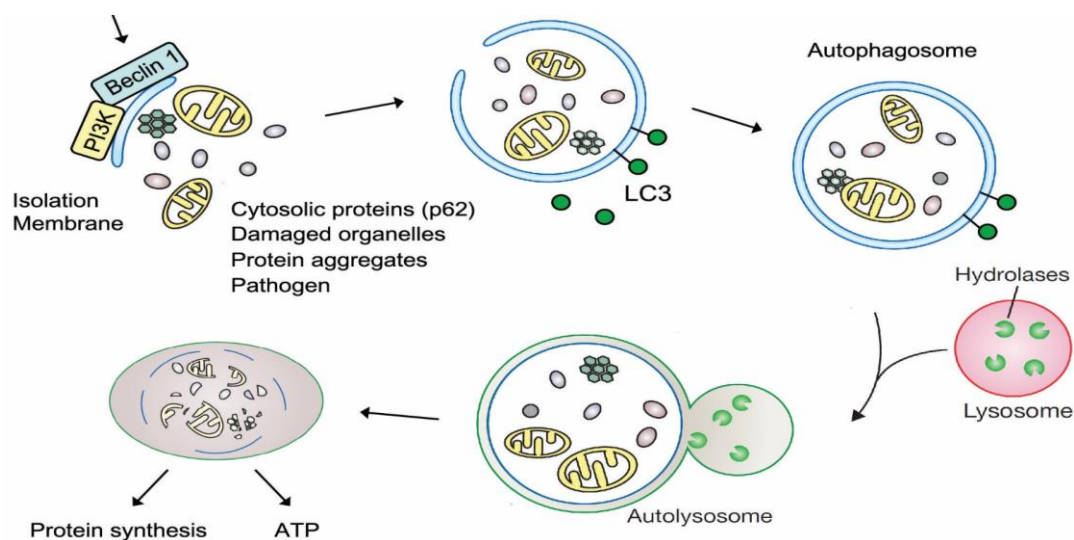 Beclin 1
PI3K
Isolation
Membrane
Cytosolic proteins (p62)
Damaged organelles
Protein aggregates
Pathogen
LC3
Autophagosome
Hydrolases
Lysosome
Autolysosome
Protein synthesis
ATP